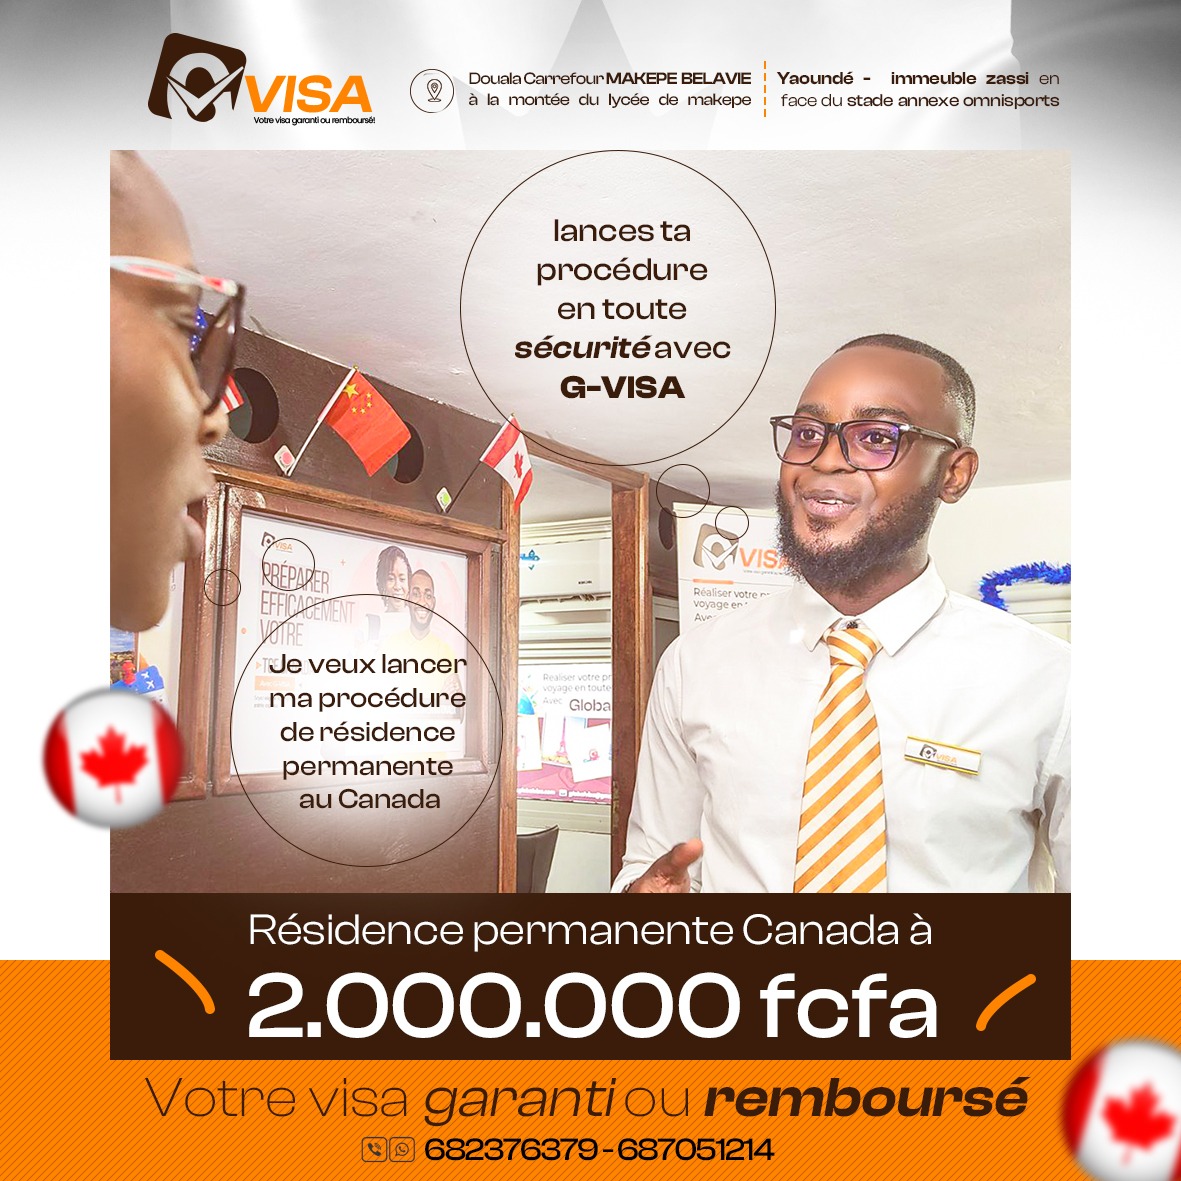 VISA
Votre visa garanti ou remboursé!
Douala Carrefour MAKEPE BELAVIE
à la montée du lycée de makepe
Yaoundé - immeuble zassi en
face du stade annexe omnisports
lances ta
procédure
en toute
sécurité avec
G-VISA
VISA
PRÉPARER
EFFICACEMENT
VOTRE
VISA
Réaliser votre
voyage en
Réaliser votre
voyage en toute
Avec
Je veux lancer
ma procédure
de résidence
permanente
au Canada
VISA
Résidence permanente Canada à
2.000.000 fcfa
Votre visa garanti ou remboursé
682376379 - 687051214